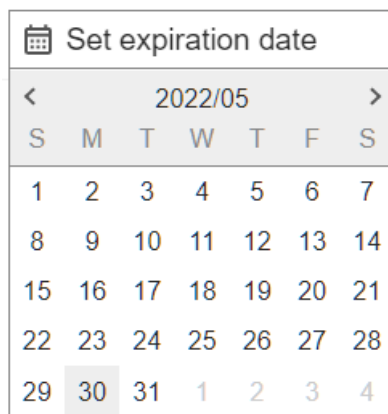 Set expiration date
< 2022/05 >
S M T W T F S
1 2 3 4 5 6 7
8 9 10 11 12 13 14
15 16 17 18 19 20 21
22 23 24 25 26 27 28
29 30 31 1 2 3 4